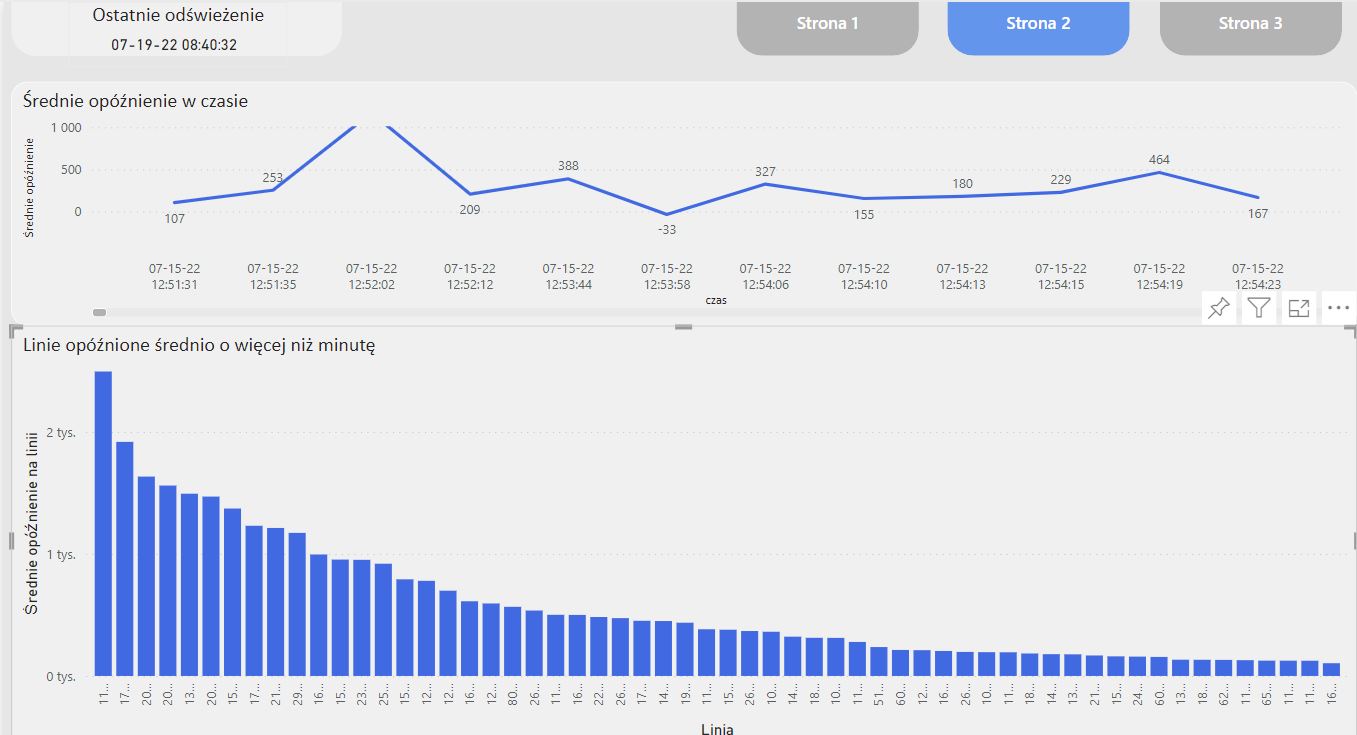 Ostatnie odświeżenie
07-19-22 08:40:32
Strona 1
Strona 2
Strona 3
Średnie opóźnienie w czasie
Średnie opóźnienie
1 000
500
0
107
253
209
388
-33
327
155
180
229
464
167
07-15-22 12:51:31
07-15-22 12:51:35
07-15-22 12:52:02
07-15-22 12:52:12
07-15-22 12:53:44
07-15-22 12:53:58
07-15-22 12:54:06
07-15-22 12:54:10
07-15-22 12:54:13
07-15-22 12:54:15
07-15-22 12:54:19
07-15-22 12:54:23
czas
Linie opóźnione średnio o więcej niż minutę
Średnie opóźnienie na linii
2 tys.
1 tys.
0 tys.
11... 17... 20... 20... 13... 20... 15... 17... 21... 29... 16... 15... 23... 25... 15... 12... 12... 16... 12... 80... 26... 11... 16... 22... 26... 17... 14... 19... 11... 15... 26... 10... 14... 18... 10... 11... 51... 60... 12... 16... 26... 10... 11... 18... 14... 13... 21... 15... 24... 60... 13... 18... 62... 11... 65... 11... 11... 16...
Linia